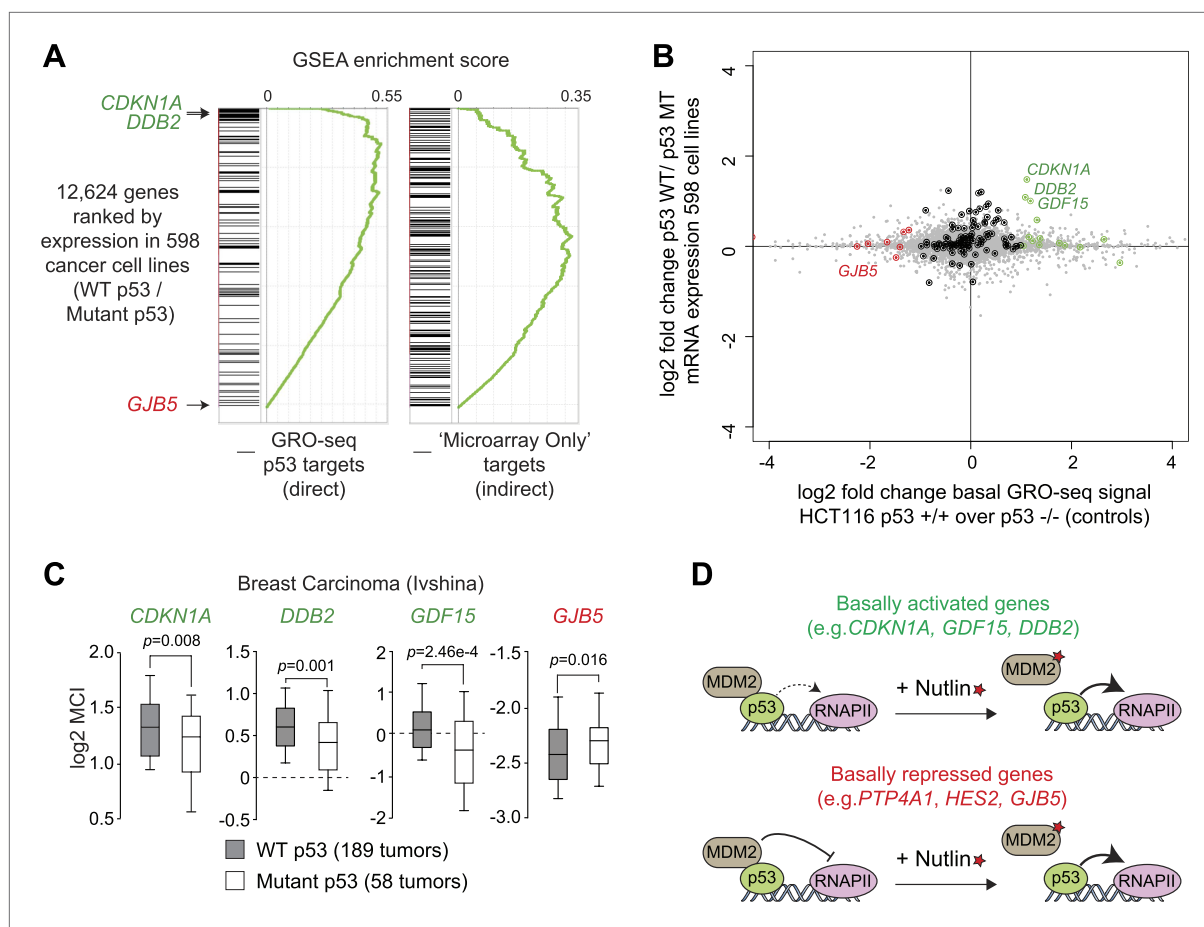 A
GSEA enrichment score
CDKN1A
DDB2
0 0.55 0 0.35
12,624 genes
ranked by
expression in 598
cancer cell lines
(WT p53 /
Mutant p53)
GJB5
GRO-seq
p53 targets
(direct)
'Microarray Only'
targets
(indirect)
B
log2 fold change p53 WT/ p53 MT
mRNA expression 598 cell lines
4
2
0
-2
-4
CDKN1A
DDB2
GDF15
GJB5
-4 -2 0 2 4
log2 fold change basal GRO-seq signal
HCT116 p53 +/+ over p53 -/- (controls)
C
Breast Carcinoma (Ivshina)
CDKN1A DDB2 GDF15 GJB5
log2 MCI
p=0.008
2.0
1.5
1.0
0.5
p=0.001
1.5
1.0
0.5
0
-0.5
p=2.46e-4
2
1
0
-1
-2
p=0.016
-1.5
-2.0
-2.5
-3.0
WT p53 (189 tumors)
Mutant p53 (58 tumors)
D
Basally activated genes
(e.g.CDKN1A, GDF15, DDB2)
MDM2
p53
RNAPII
+ Nutlin
MDM2
p53
RNAPII
Basally repressed genes
(e.g.PTP4A1, HES2, GJB5)
MDM2
p53
RNAPII
+ Nutlin
MDM2
p53
RNAPII